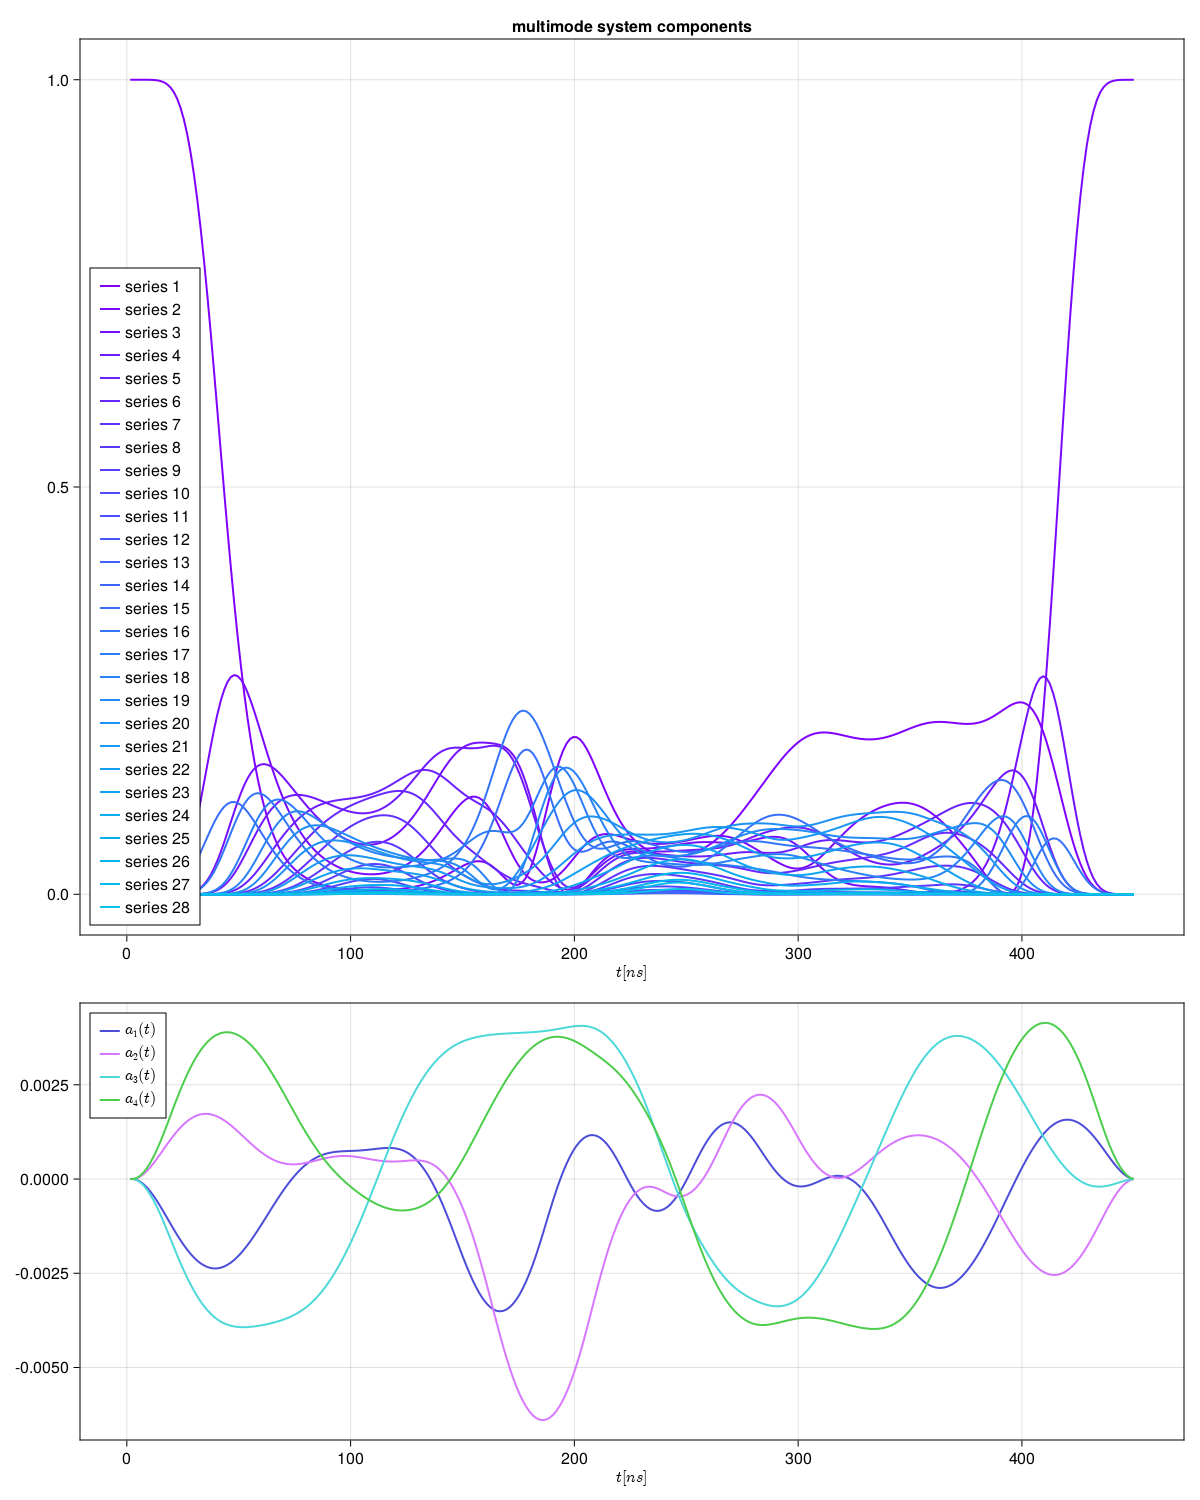 multimode system components
1.0
0.5
0.0
series 1
series 2
series 3
series 4
series 5
series 6
series 7
series 8
series 9
series 10
series 11
series 12
series 13
series 14
series 15
series 16
series 17
series 18
series 19
series 20
series 21
series 22
series 23
series 24
series 25
series 26
series 27
series 28
0 100 200 300 400
t[ns]
a₁(t)
a₂(t)
a₃(t)
a₄(t)
0.0025
0.0000
-0.0025
-0.0050
0 100 200 300 400
t[ns]